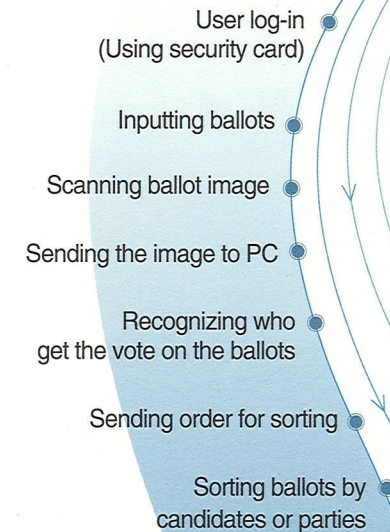 User log-in
(Using security card)
Inputting ballots
Scanning ballot image
Sending the image to PC
Recognizing who
get the vote on the ballots
Sending order for sorting
Sorting ballots by
candidates or parties